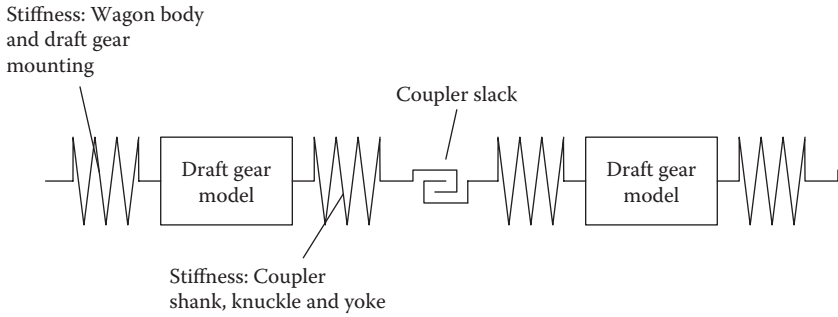 Stiffness: Wagon body
and draft gear
mounting
Coupler slack
Draft gear
model
Draft gear
model
Stiffness: Coupler
shank, knuckle and yoke